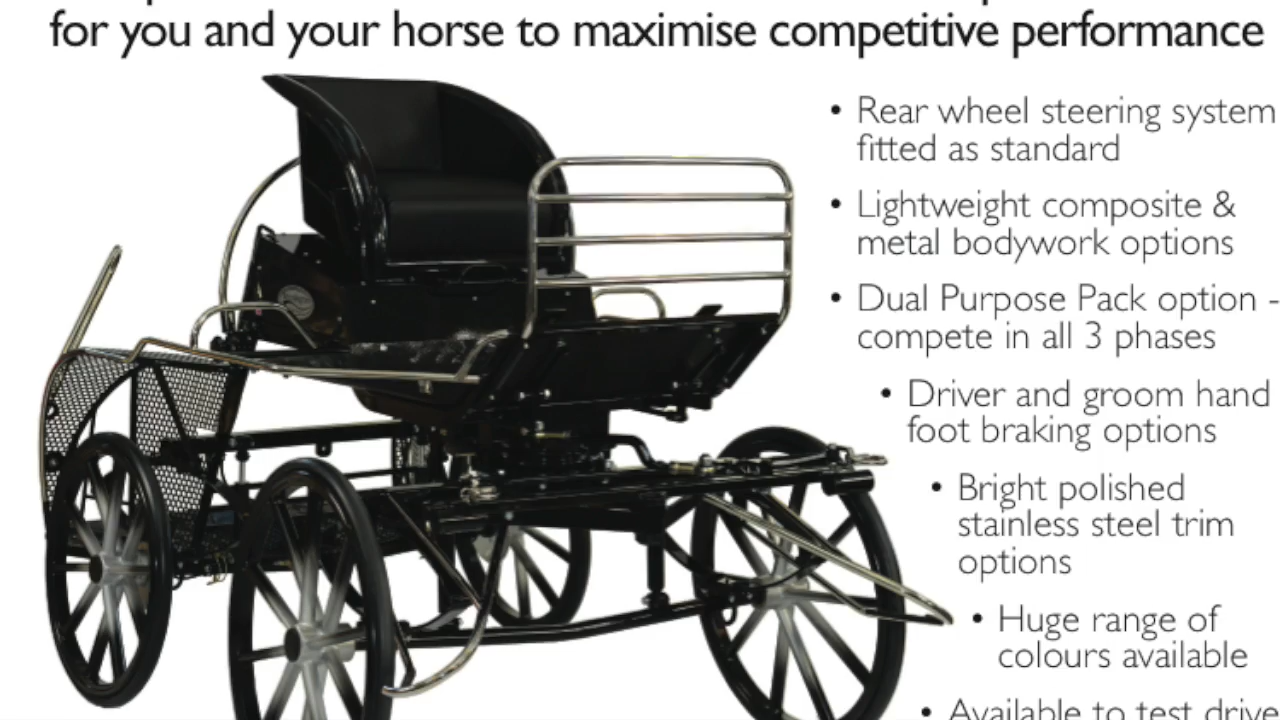 for you and your horse to maximise competitive performance
• Rear wheel steering system
fitted as standard
• Lightweight composite &
metal bodywork options
• Dual Purpose Pack option -
compete in all 3 phases
• Driver and groom hand
foot braking options
• Bright polished
stainless steel trim
options
• Huge range of
colours available
• Available to test drive